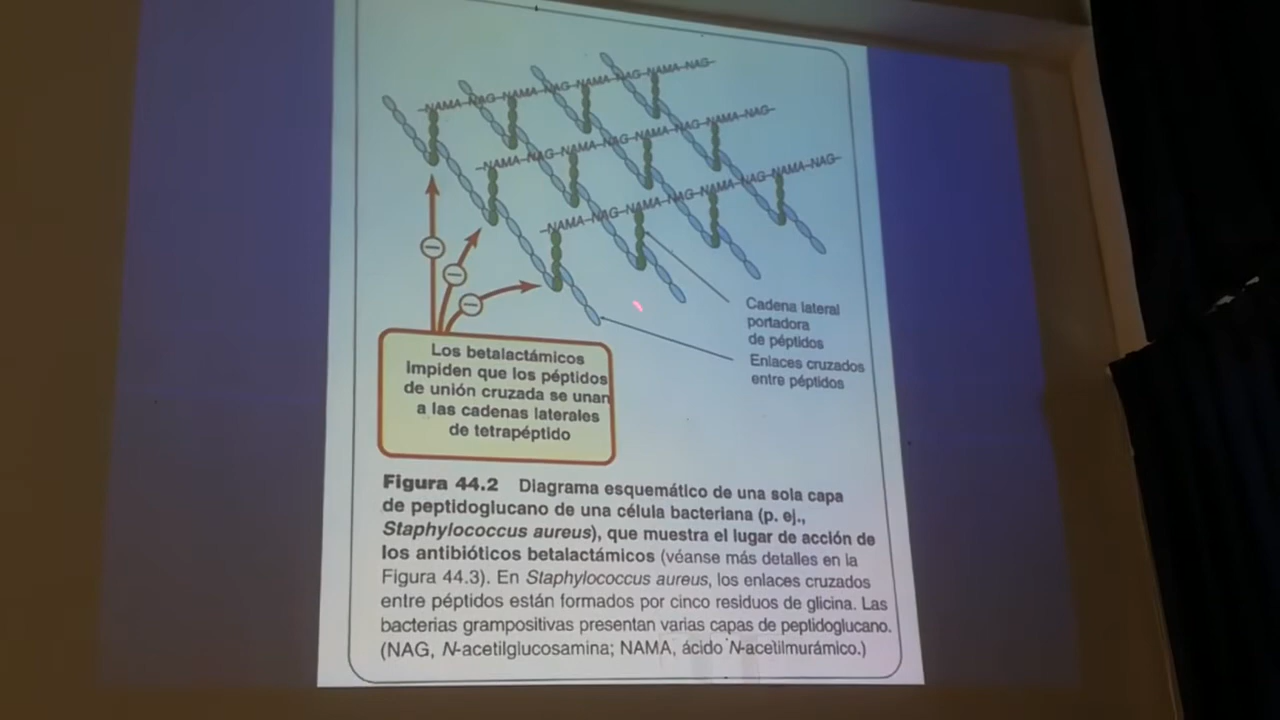 -NAMA-NAG-NAMA-NAG-NAMA-NAG-NAMA-NAG-
-NAMA-NAG-NAMA-NAG-NAMA-NAG-NAMA-NAG-
-NAMA-NAG-NAMA-NAG-NAMA-NAG-NAMA-NAG-
Cadena lateral
portadora
de péptidos
Enlaces cruzados
entre péptidos
Los betalactámicos
Impiden que los péptidos
de unión cruzada se unan
a las cadenas laterales
de tetrapéptido
Figura 44.2 Diagrama esquemático de una sola capa
de peptidoglucano de una célula bacteriana (p. ej.,
Staphylococcus aureus), que muestra el lugar de acción de
los antibióticos betalactámicos (véanse más detalles en la
Figura 44.3). En Staphylococcus aureus, los enlaces cruzados
entre péptidos están formados por cinco residuos de glicina. Las
bacterias grampositivas presentan varias capas de peptidoglucano.
(NAG, N-acetilglucosamina; NAMA, ácido N-acetilmurámico.)